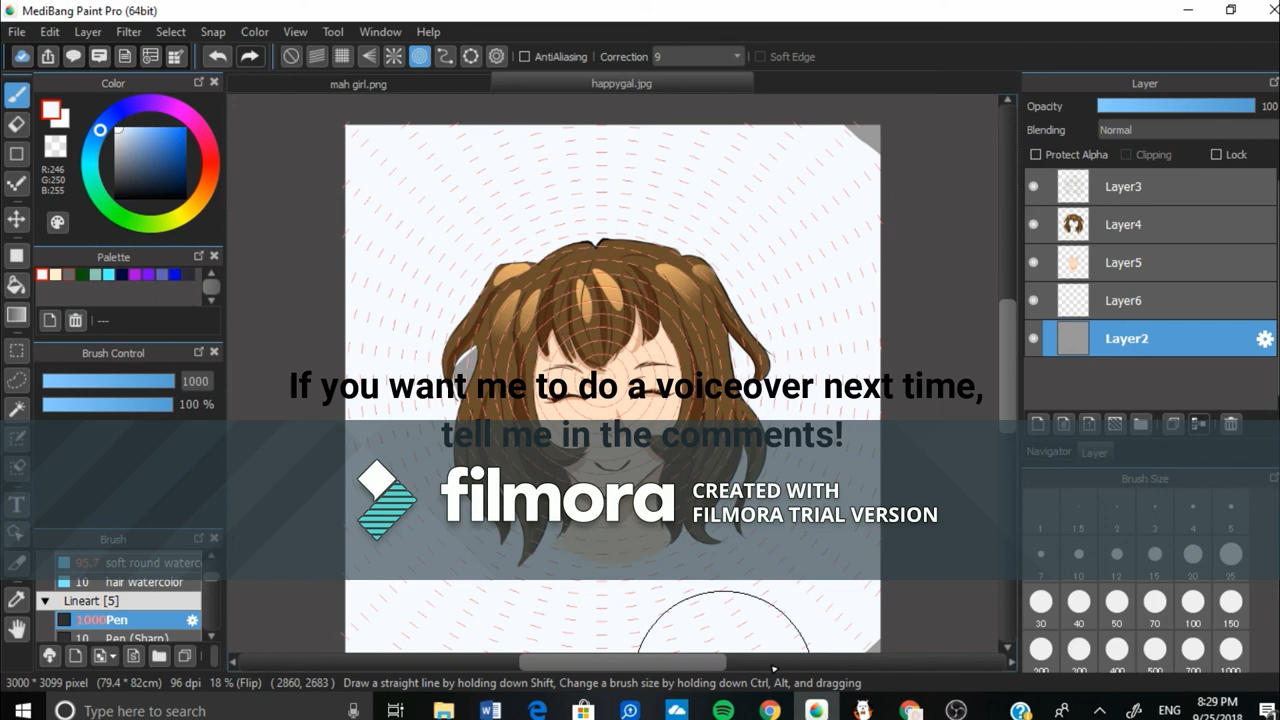 MediBang Paint Pro (64bit)
File Edit Layer Filter Select Snap Color View Tool Window Help
AntiAliasing Correction 9 Soft Edge
Color
mah girl.png
happygal.jpg
Layer
Opacity 100
Blending Normal
Protect Alpha Clipping Lock
R:246
G:250
B:255
Layer3
Layer4
Palette
Layer5
Layer6
---
Layer2
Brush Control
1000
100 %
If you want me to do a voiceover next time,
tell me in the comments!
Navigator Layer
Brush Size
filmora
CREATED WITH
FILMORA TRIAL VERSION
1 1.5 2 3 4 5
7 10 12 15 20 25
30 40 50 70 100 150
200 700 1000
Brush
95.7 soft round waterc
10 hair watercolor
Lineart [5]
1000 Pen
10 Pen (Sharp)
3000 * 3099 pixel (79.4 * 82cm) 96 dpi 18 % (Flip) ( 2860, 2683 ) Draw a straight line by holding down Shift, Change a brush size by holding down Ctrl, Alt, and dragging
Type here to search
ENG
8:29 PM
9/25/2018